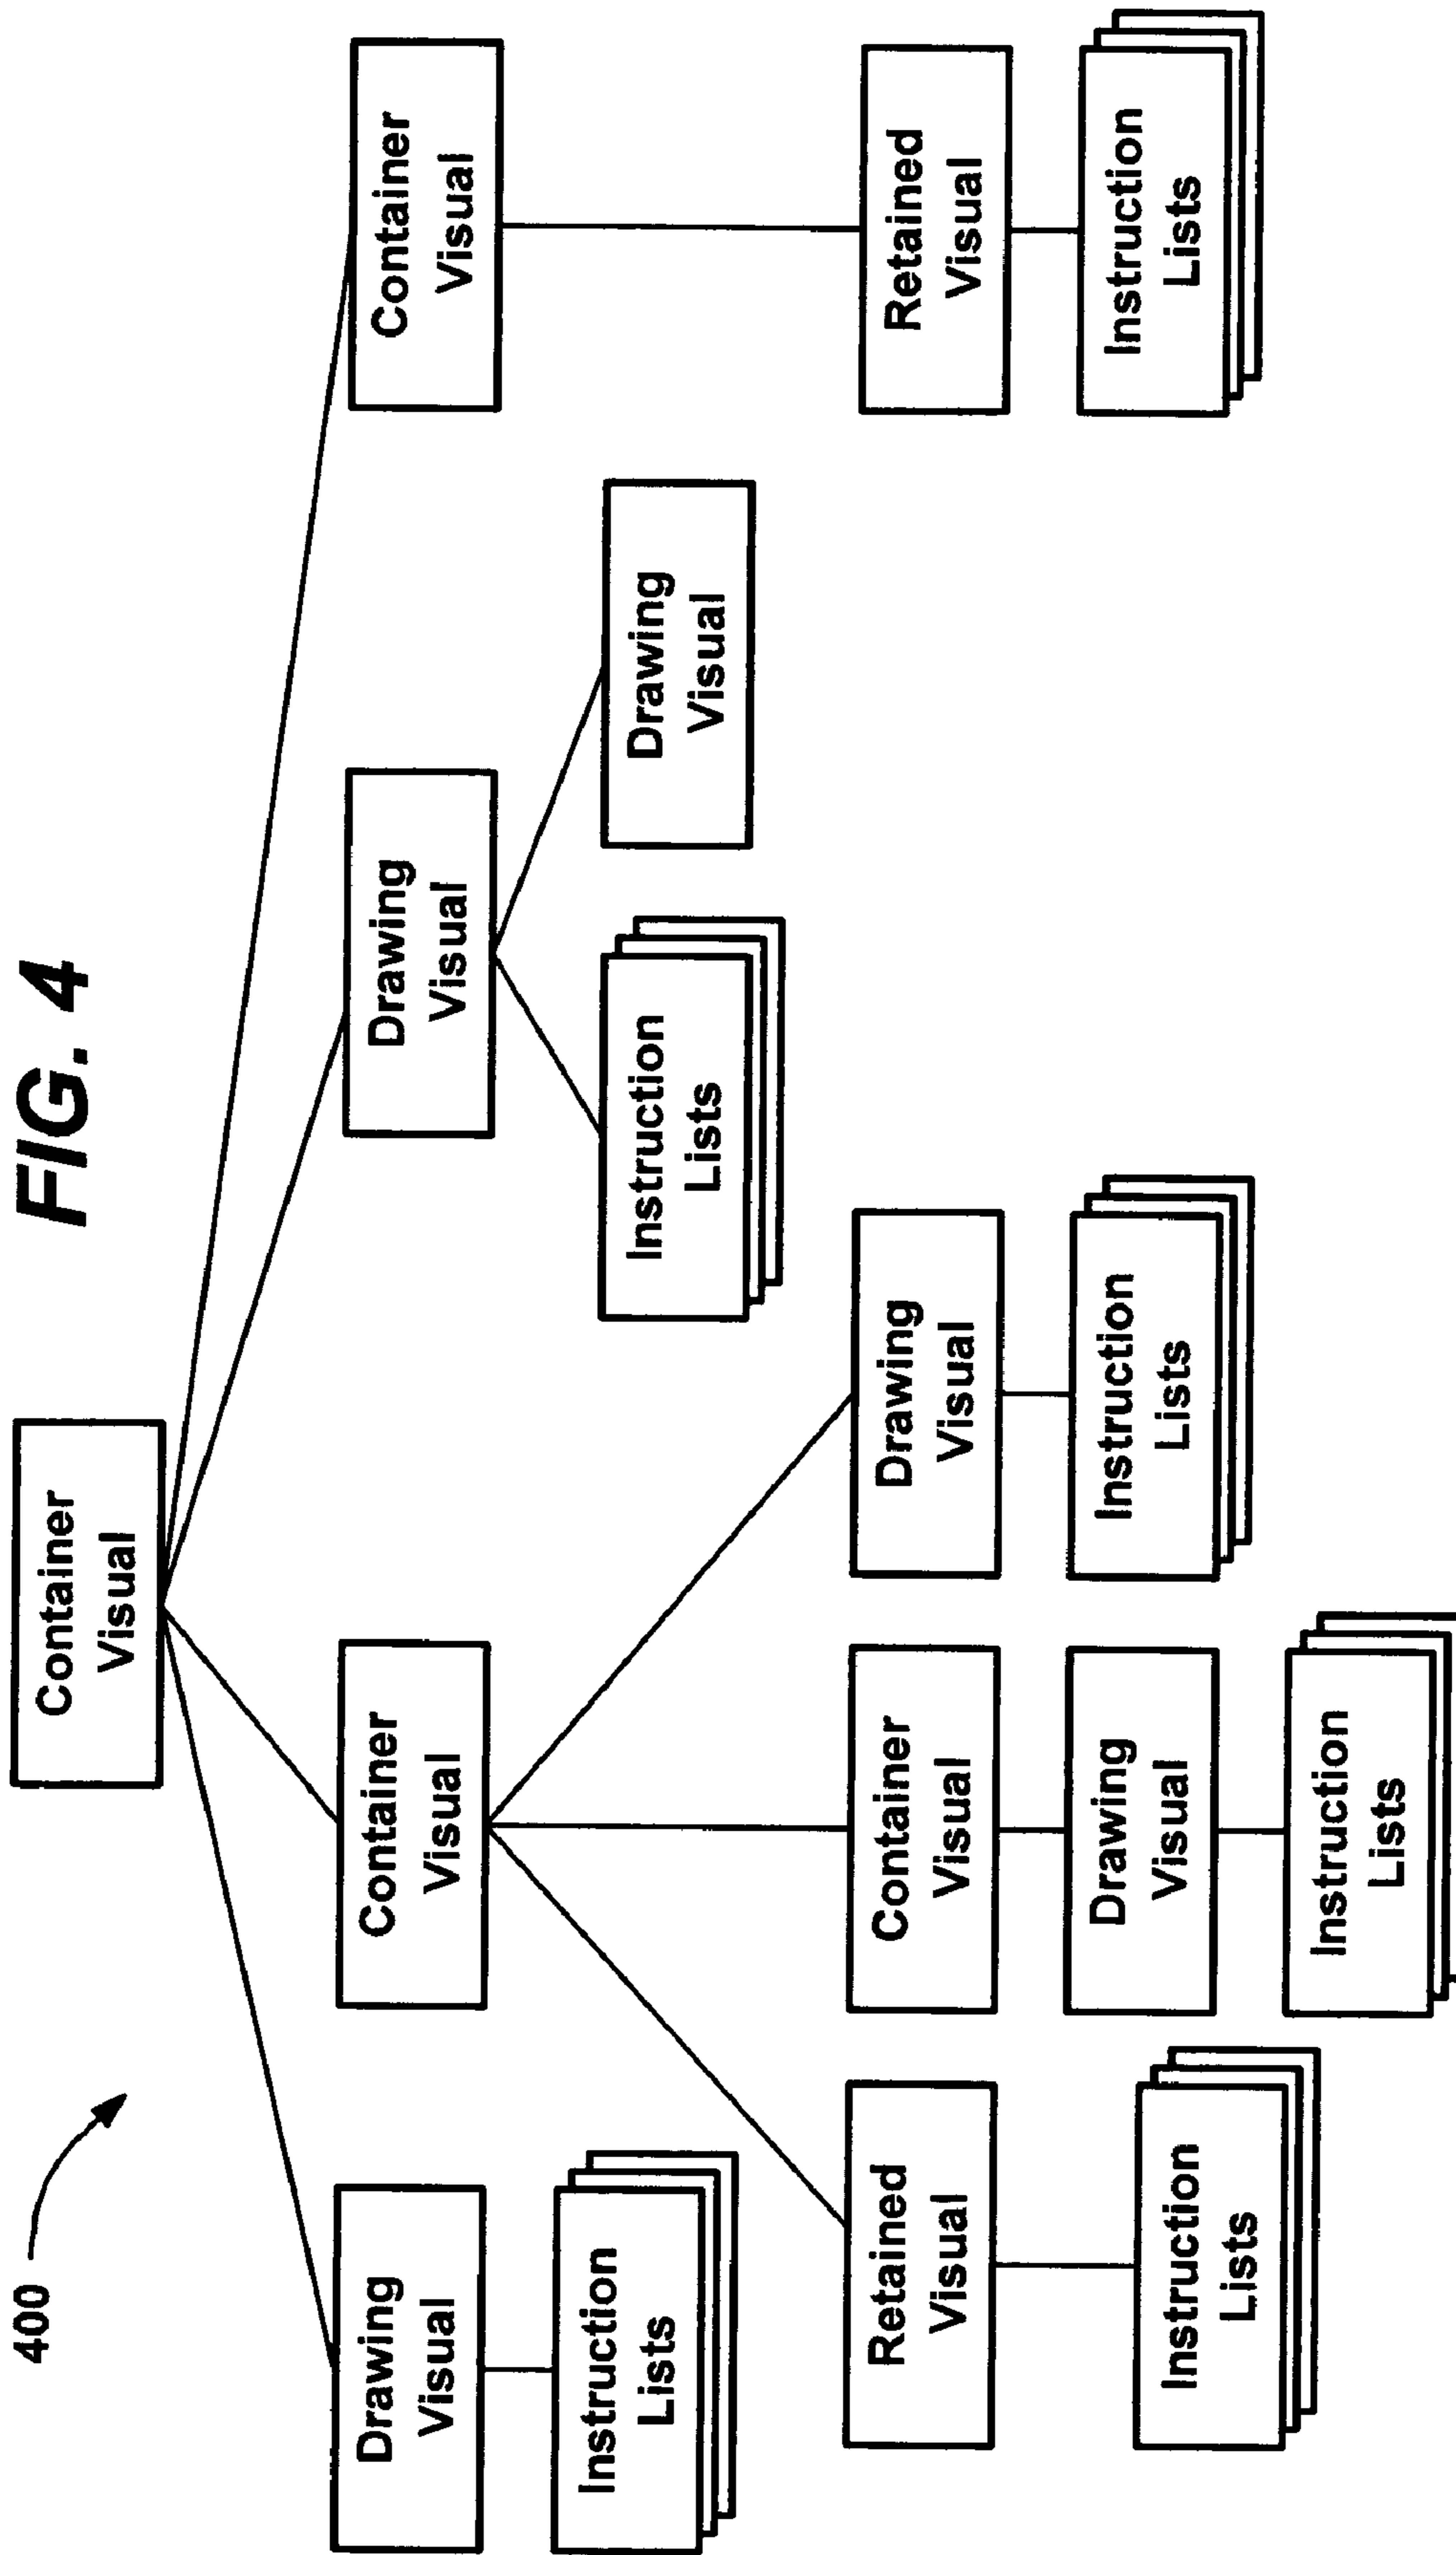 FIG. 4
400
Container
Visual
Drawing
Visual
Container
Visual
Drawing
Visual
Container
Visual
Instruction
Lists
Instruction
Lists
Drawing
Visual
Retained
Visual
Container
Visual
Drawing
Visual
Retained
Visual
Instruction
Lists
Drawing
Visual
Instruction
Lists
Instruction
Lists
Instruction
Lists